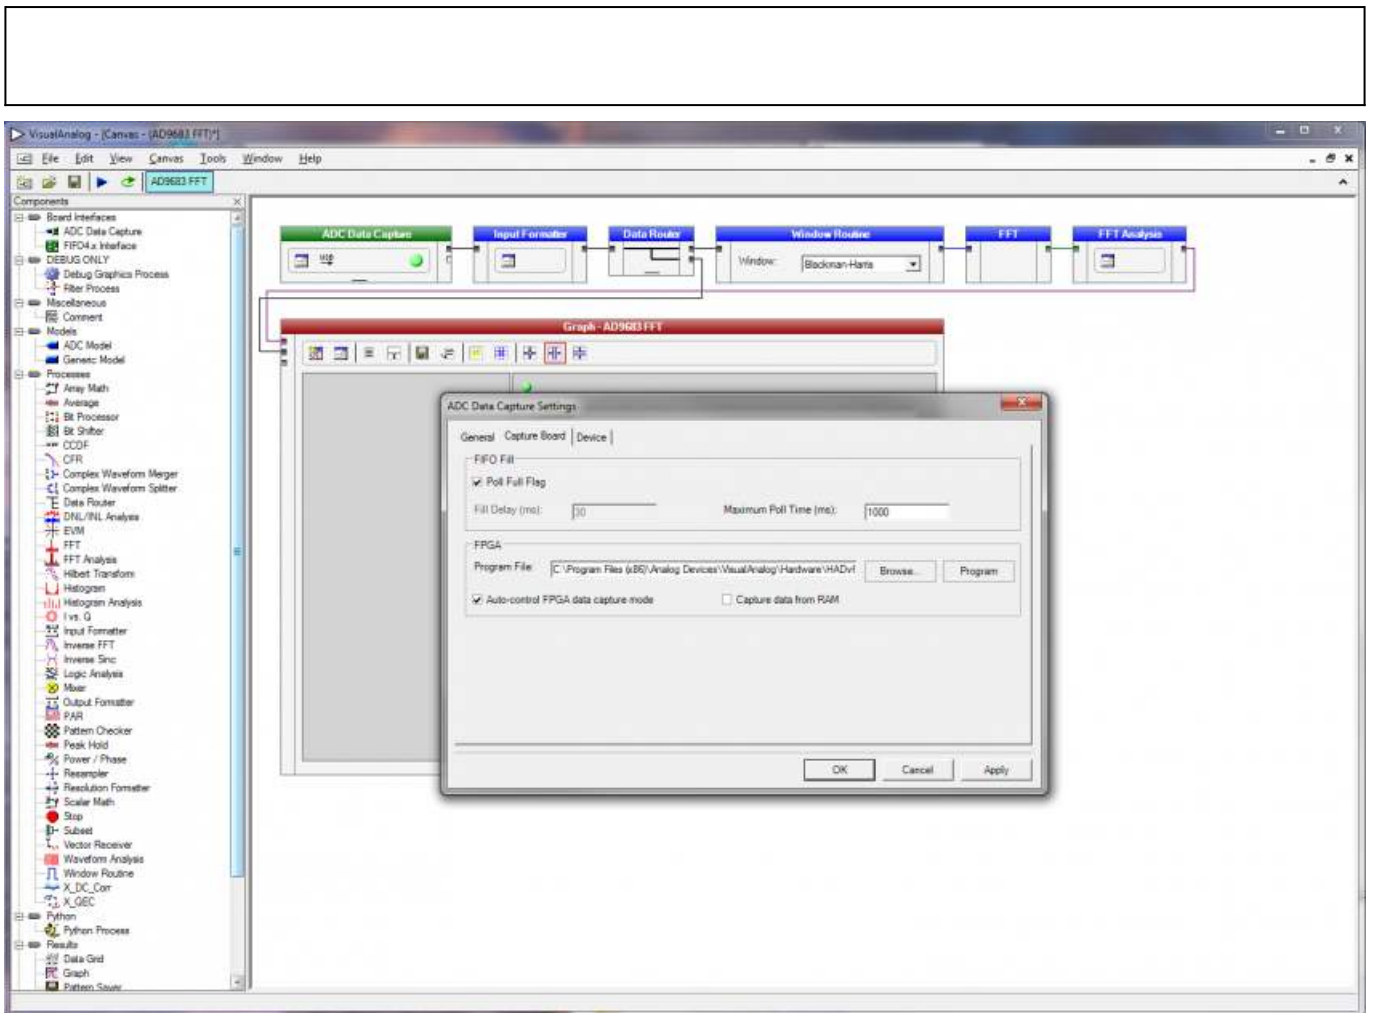 VisualAnalog - [Canvas - (AD9683 FFT)*]
File Edit View Canvas Tools Window Help
AD9683 FFT
Components
Board Interfaces
ADC Data Capture
FIFO4.x Interface
DEBUG ONLY
Debug Graphics Process
Filter Process
Miscellaneous
Comment
Models
ADC Model
Generic Model
Processes
Array Math
Average
Bit Processor
Bit Shifter
CCDF
CFR
Complex Waveform Merger
Complex Waveform Splitter
Data Router
DNL/INL Analysis
EVM
FFT
FFT Analysis
Hilbert Transform
Histogram
Histogram Analysis
I vs. Q
Input Formatter
Inverse FFT
Inverse Sinc
Logic Analysis
Mixer
Output Formatter
PAR
Pattern Checker
Peak Hold
Power / Phase
Resampler
Resolution Formatter
Scalar Math
Stop
Subset
Vector Receiver
Waveform Analysis
Window Routine
X_DC_Corr
X_GEC
Python
Python Process
Results
Data Grid
Graph
Pattern Saver
ADC Data Capture
USB
Input Formatter
Data Router
Window Routine
Window: Blackman-Harris
FFT
FFT Analysis
Graph - AD9683 FFT
ADC Data Capture Settings
General Capture Board Device
FIFO Fill
Poll Full Flag
Fill Delay (ms): 30 Maximum Poll Time (ms): 1000
FPGA
Program File: C:\Program Files (x86)\Analog Devices\VisualAnalog\Hardware\HADv6 Browse... Program
Auto-control FPGA data capture mode Capture data from RAM
OK Cancel Apply